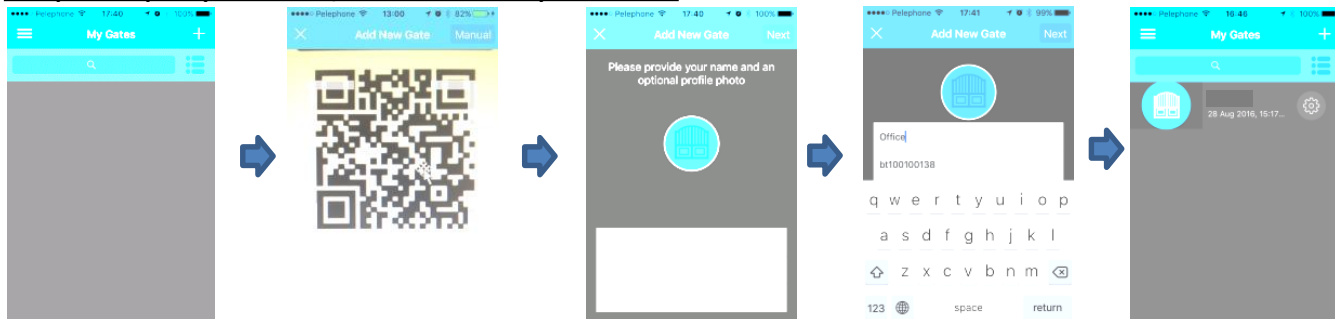 Pelephone 17:40 100%
My Gates +
Pelephone 13:00 82%
Add New Gate Manual
Pelephone 17:40 100%
Add New Gate Next
Please provide your name and an
optional profile photo
Pelephone 17:41 99%
Add New Gate Next
Office
bt100100138
q w e r t y u i o p
a s d f g h j k l
z x c v b n m
123 space return
Pelephone 16:46 100%
My Gates +
28 Aug 2016, 15:17...